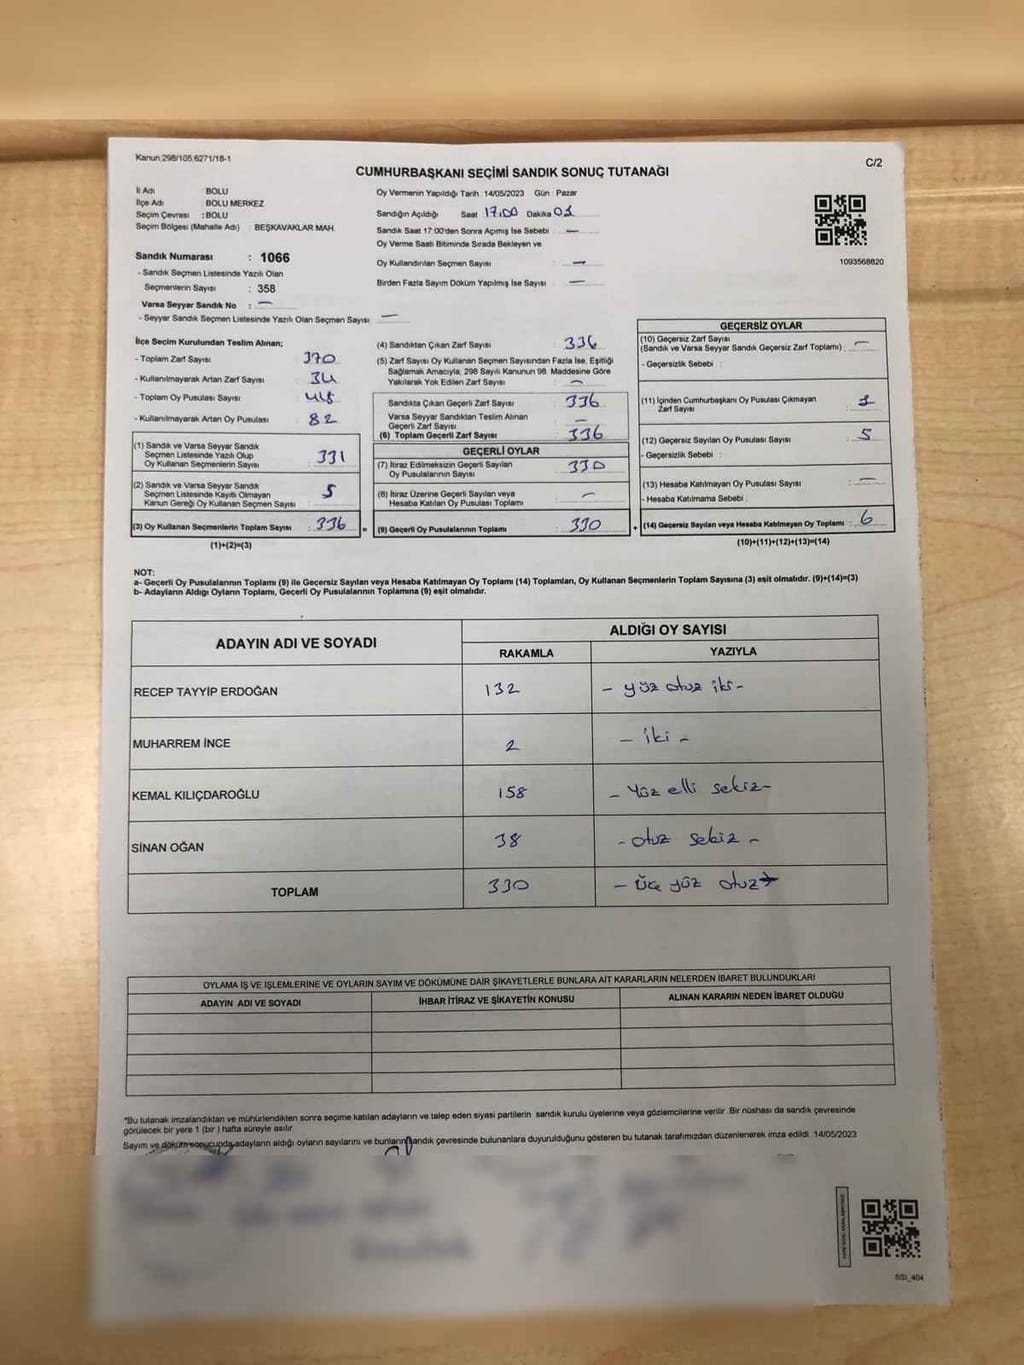 Kanun:298/105,6271/18-1
C/2
CUMHURBAŞKANI SEÇİMİ SANDIK SONUÇ TUTANAĞI
İli Adı : BOLU
İlçe Adı : BOLU MERKEZ
Seçim Çevresi : BOLU
Seçim Bölgesi (Mahalle Adı) : BEŞKAVAKLAR MAH.
Sandık Numarası : 1066
- Sandık Seçmen Listesinde Yazılı Olan
Seçmenlerin Sayısı : 358
Varsa Seyyar Sandık No : —
- Seyyar Sandık Seçmen Listesinde Yazılı Olan Seçmen Sayısı —
Oy Vermenin Yapıldığı Tarih : 14/05/2023 Gün : Pazar
Sandığın Açıldığı Saat 17:00 Dakika 01
Sandık Saat 17:00'den Sonra Açımış İse Sebebi : —
Oy Verme Saati Bitiminde Sırada Bekleyen ve
Oy Kullandırılan Seçmen Sayısı : —
Birden Fazla Sayım Döküm Yapılmış İse Sayısı : —
1093568820
İlçe Seçim Kurulundan Teslim Alınan;
- Toplam Zarf Sayısı : 370
- Kullanılmayarak Artan Zarf Sayısı : 34
- Toplam Oy Pusulası Sayısı : 418
- Kullanılmayarak Artan Oy Pusulası : 82
(1) Sandık ve Varsa Seyyar Sandık
Seçmen Listesinde Yazılı Olup
Oy Kullanan Seçmenlerin Sayısı : 331
(2) Sandık ve Varsa Seyyar Sandık
Seçmen Listesinde Kayıtlı Olmayan
Kanun Gereği Oy Kullanan Seçmen Sayısı : 5
(3) Oy Kullanan Seçmenlerin Toplam Sayısı : 336
(1)+(2)=(3)
(4) Sandıktan Çıkan Zarf Sayısı : 336
(5) Zarf Sayısı Oy Kullanan Seçmen Sayısından Fazla İse, Eşitliği
Sağlamak Amacıyla; 298 Sayılı Kanunun 98. Maddesine Göre
Yakılarak Yok Edilen Zarf Sayısı : —
Sandıkta Çıkan Geçerli Zarf Sayısı : 336
Varsa Seyyar Sandıktan Teslim Alınan
Geçerli Zarf Sayısı : —
(6) Toplam Geçerli Zarf Sayısı : 336
GEÇERLİ OYLAR
(7) İtiraz Edilmeksizin Geçerli Sayılan
Oy Pusulalarının Sayısı : 330
(8) İtiraz Üzerine Geçerli Sayılan veya
Hesaba Katılan Oy Pusulası Toplamı : —
= (9) Geçerli Oy Pusulalarının Toplamı : 330
GEÇERSİZ OYLAR
(10) Geçersiz Zarf Sayısı
(Sandık ve Varsa Seyyar Sandık Geçersiz Zarf Toplamı) : —
- Geçersizlik Sebebi :
(11) İçinden Cumhurbaşkanı Oy Pusulası Çıkmayan
Zarf Sayısı : 1
(12) Geçersiz Sayılan Oy Pusulası Sayısı : 5
- Geçersizlik Sebebi :
(13) Hesaba Katılmayan Oy Pusulası Sayısı : —
- Hesaba Katılmama Sebebi :
+ (14) Geçersiz Sayılan veya Hesaba Katılmayan Oy Toplamı : 6
(10)+(11)+(12)+(13)=(14)
NOT:
a- Geçerli Oy Pusulalarının Toplamı (9) ile Geçersiz Sayılan veya Hesaba Katılmayan Oy Toplamı (14) Toplamları, Oy Kullanan Seçmenlerin Toplam Sayısına (3) eşit olmalıdır. (9)+(14)=(3)
b- Adayların Aldığı Oyların Toplamı, Geçerli Oy Pusulalarının Toplamına (9) eşit olmalıdır.
ADAYIN ADI VE SOYADI
ALDIĞI OY SAYISI
RAKAMLA YAZIYLA
RECEP TAYYİP ERDOĞAN 132 - yüz otuz iki -
MUHARREM İNCE 2 - iki -
KEMAL KILIÇDAROĞLU 158 - Yüz elli sekiz -
SİNAN OĞAN 38 - otuz sekiz -
TOPLAM 330 - Üç yüz otuz -
OYLAMA İŞ VE İŞLEMLERİNE VE OYLARIN SAYIM VE DÖKÜMÜNE DAİR ŞİKAYETLERLE BUNLARA AİT KARARLARIN NELERDEN İBARET BULUNDUKLARI
ADAYIN ADI VE SOYADI İHBAR İTİRAZ VE ŞİKAYETİN KONUSU ALINAN KARARIN NEDEN İBARET OLDUĞU
*Bu tutanak imzalandıktan ve mühürlendikten sonra seçime katılan adayların ve talep eden siyasi partilerin sandık kurulu üyelerine veya gözlemcilerine verilir. Bir nüshası da sandık çevresinde
görülecek bir yere 1 (bir ) hafta süreyle asılır.
Sayım ve döküm sonucunda adayların aldığı oyların sayılarını ve bunların sandık çevresinde bulunanlara duyurulduğunu gösteren bu tutanak tarafımızdan düzenlenerek imza edildi. 14/05/2023
SSI_404